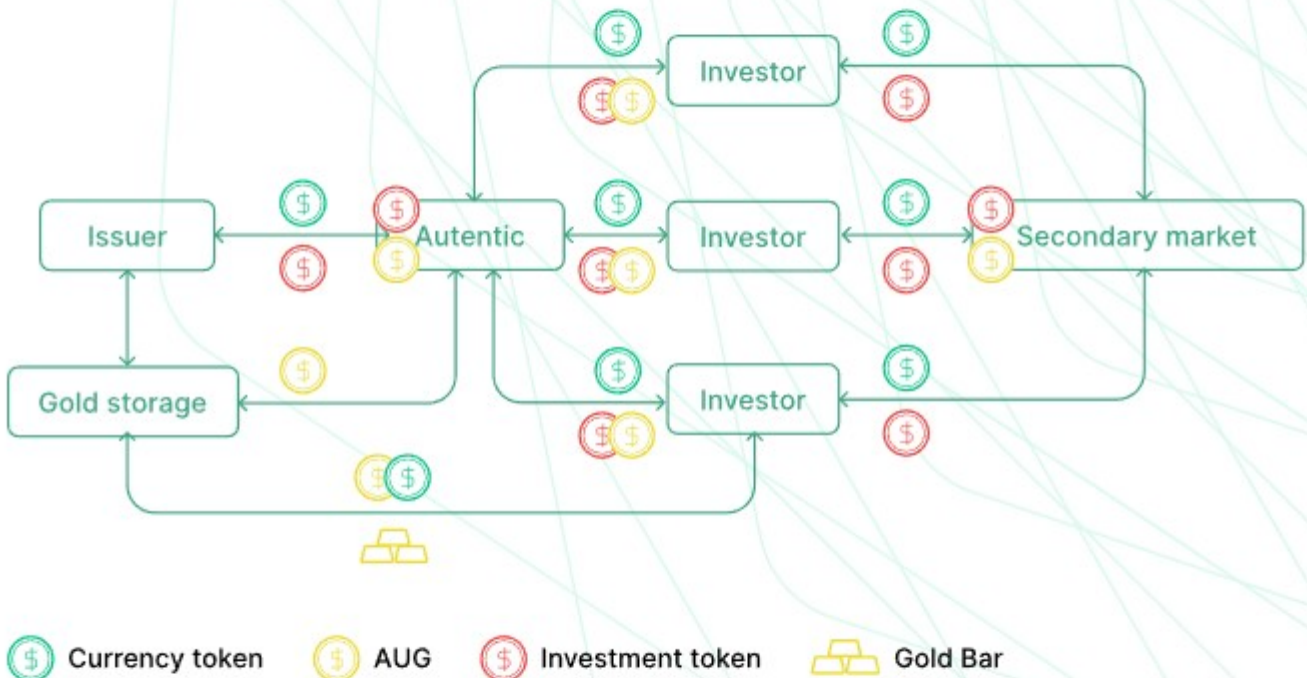 Investor
Issuer
Autentic
Investor
Secondary market
Gold storage
Investor
Currency token
AUG
Investment token
Gold Bar